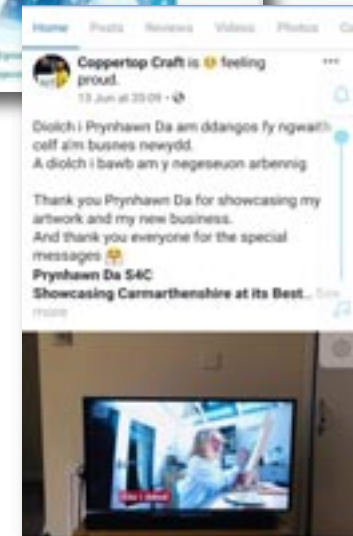 Home Posts Reviews Videos Photos
Coppertop Craft is feeling
proud.
13 Jun at 20:09
Diolch i Prynhawn Da am ddangos fy ngwaith
celf a'm busnes newydd.
A diolch i bawb am y negeseuon arbennig
Thank you Prynhawn Da for showcasing my
artwork and my new business.
And thank you everyone for the special
messages
Prynhawn Da S4C
Showcasing Carmarthenshire at its Best... See
more